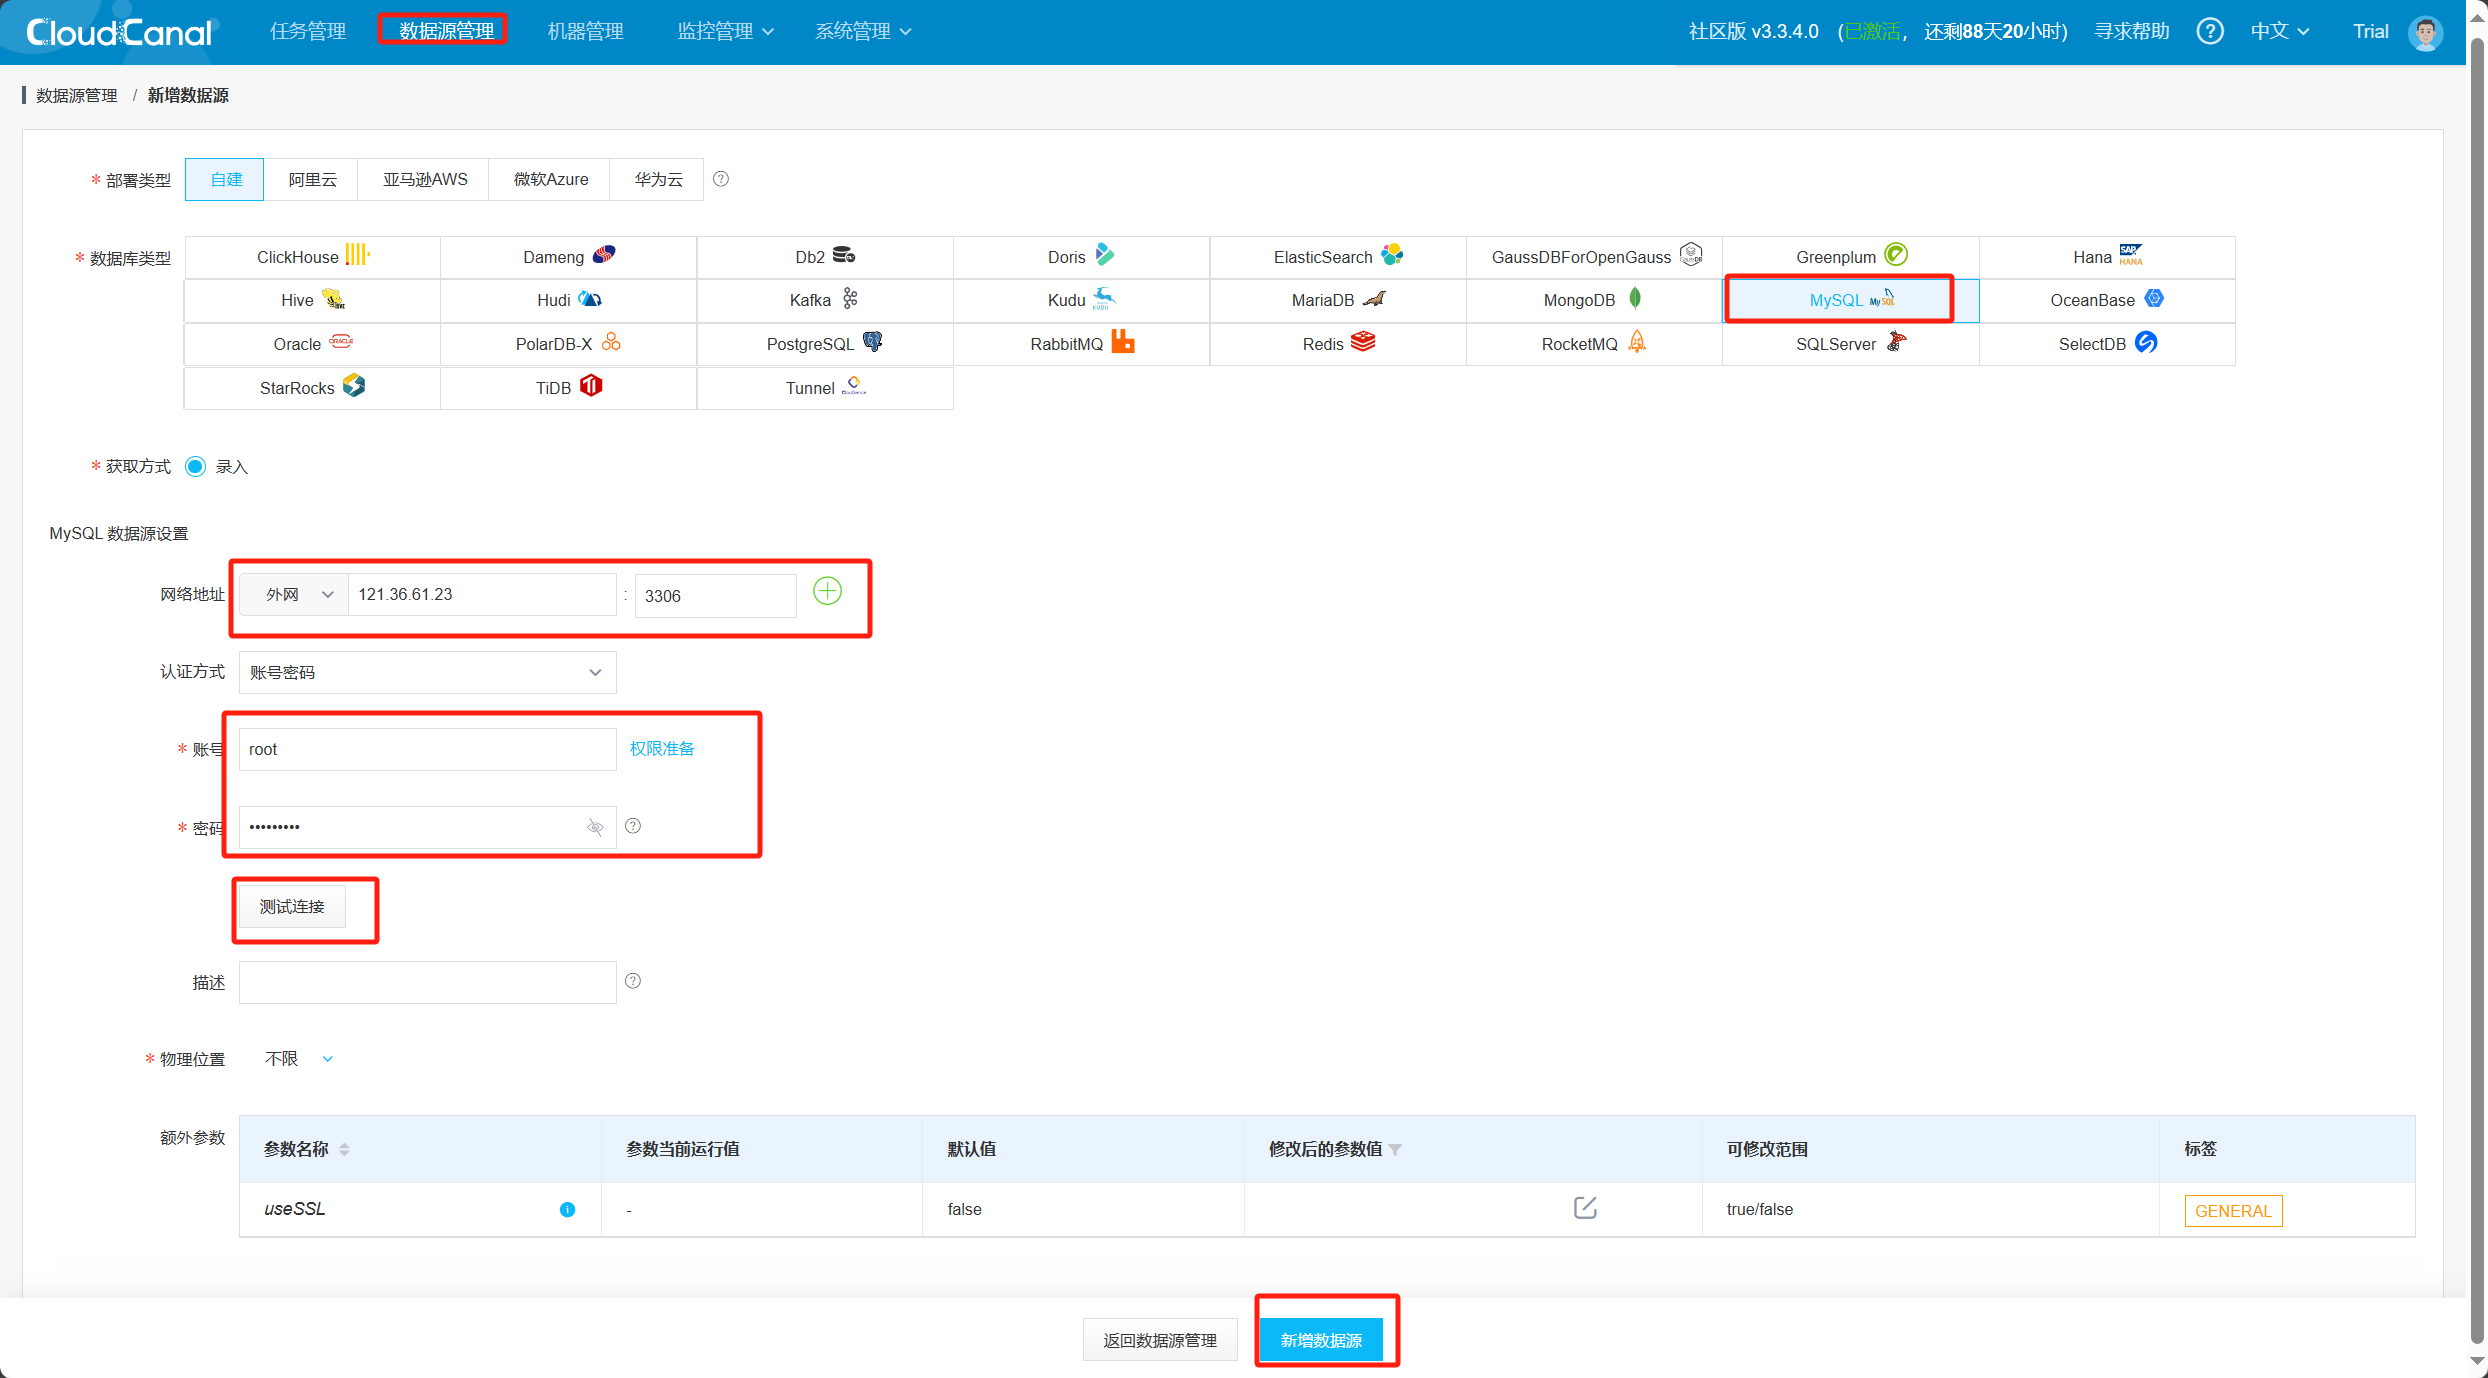 CloudCanal 任务管理 数据源管理 机器管理 监控管理 系统管理 社区版 v3.3.4.0 (已激活, 还剩88天20小时) 寻求帮助 ? 中文 Trial
数据源管理 / 新增数据源
* 部署类型 自建 阿里云 亚马逊AWS 微软Azure 华为云 ?
* 数据库类型 ClickHouse Dameng Db2 Doris ElasticSearch GaussDBForOpenGauss Greenplum Hana SAP HANA
Hive Hudi Kafka Kudu KUDU MariaDB MongoDB MySQL MySQL OceanBase
Oracle ORACLE PolarDB-X PostgreSQL RabbitMQ Redis RocketMQ SQLServer SelectDB
StarRocks TiDB Tunnel
* 获取方式 录入
MySQL 数据源设置
网络地址 外网 121.36.61.23 : 3306
认证方式 账号密码
* 账号 root 权限准备
* 密码 ••••••••• ?
测试连接
描述 ?
* 物理位置 不限
额外参数 参数名称 参数当前运行值 默认值 修改后的参数值 可修改范围 标签
useSSL i - false true/false GENERAL
返回数据源管理 新增数据源